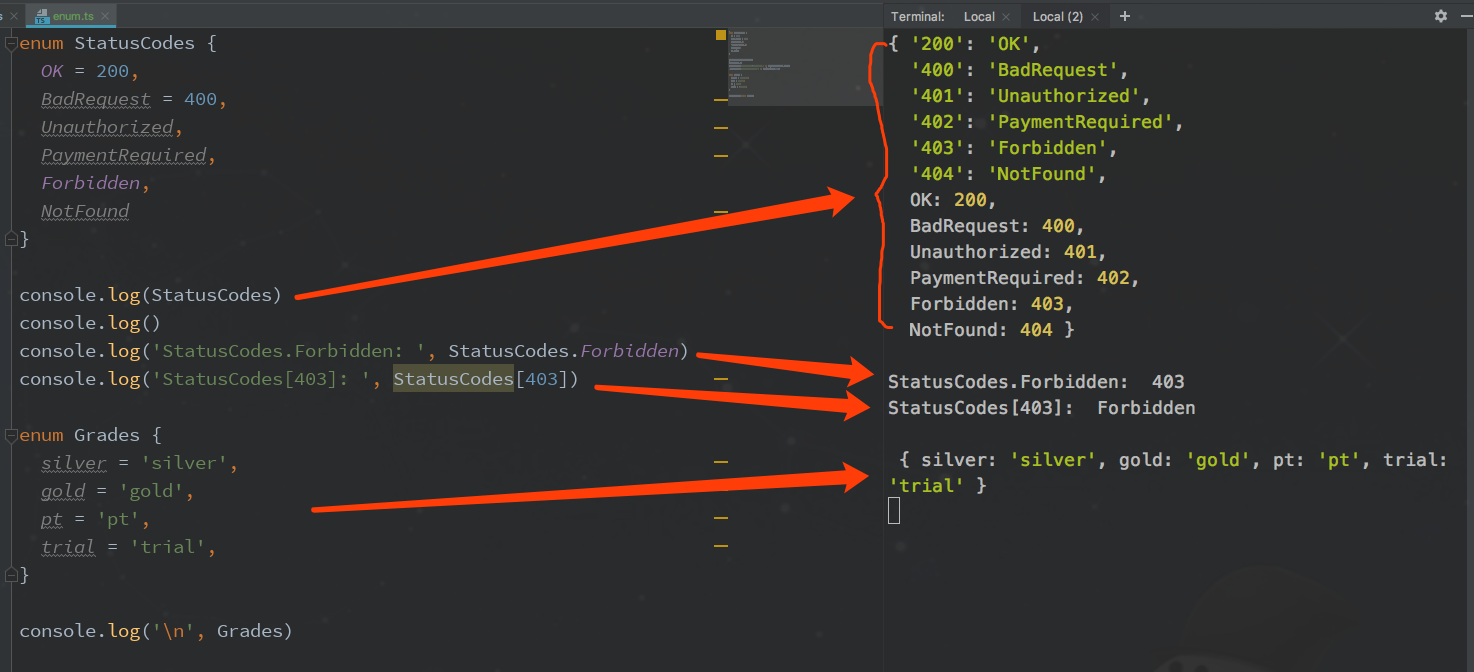 s
enum.ts
enum StatusCodes {
OK = 200,
BadRequest = 400,
Unauthorized,
PaymentRequired,
Forbidden,
NotFound
}
console.log(StatusCodes)
console.log()
console.log('StatusCodes.Forbidden: ', StatusCodes.Forbidden)
console.log('StatusCodes[403]: ', StatusCodes[403])
enum Grades {
silver = 'silver',
gold = 'gold',
pt = 'pt',
trial = 'trial',
}
console.log('\n', Grades)
Terminal: Local Local (2)
{ '200': 'OK',
'400': 'BadRequest',
'401': 'Unauthorized',
'402': 'PaymentRequired',
'403': 'Forbidden',
'404': 'NotFound',
OK: 200,
BadRequest: 400,
Unauthorized: 401,
PaymentRequired: 402,
Forbidden: 403,
NotFound: 404 }
StatusCodes.Forbidden:  403
StatusCodes[403]:  Forbidden
{ silver: 'silver', gold: 'gold', pt: 'pt', trial:
'trial' }